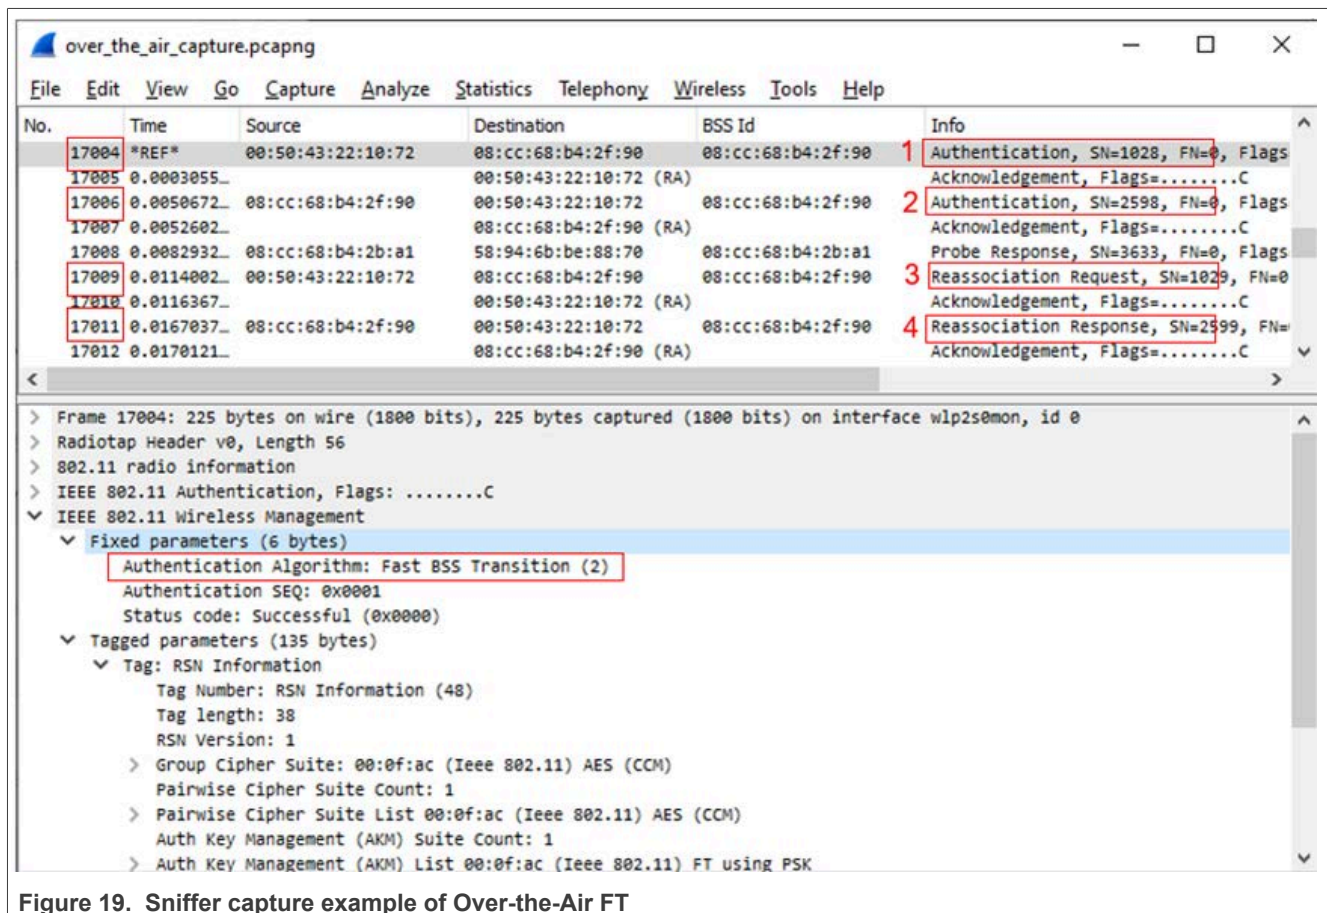 over_the_air_capture.pcapng
File Edit View Go Capture Analyze Statistics Telephony Wireless Tools Help
No. Time Source Destination BSS Id Info
17004 *REF* 00:50:43:22:10:72 08:cc:68:b4:2f:90 08:cc:68:b4:2f:90 1 Authentication, SN=1028, FN=0, Flags
17005 0.0003055… 00:50:43:22:10:72 (RA) Acknowledgement, Flags=........C
17006 0.0050672… 08:cc:68:b4:2f:90 00:50:43:22:10:72 08:cc:68:b4:2f:90 2 Authentication, SN=2598, FN=0, Flags
17007 0.0052602… 08:cc:68:b4:2f:90 (RA) Acknowledgement, Flags=........C
17008 0.0082932… 08:cc:68:b4:2b:a1 58:94:6b:be:88:70 08:cc:68:b4:2b:a1 Probe Response, SN=3633, FN=0, Flags
17009 0.0114002… 00:50:43:22:10:72 08:cc:68:b4:2f:90 08:cc:68:b4:2f:90 3 Reassociation Request, SN=1029, FN=0
17010 0.0116367… 00:50:43:22:10:72 (RA) Acknowledgement, Flags=........C
17011 0.0167037… 08:cc:68:b4:2f:90 00:50:43:22:10:72 08:cc:68:b4:2f:90 4 Reassociation Response, SN=2599, FN=
17012 0.0170121… 08:cc:68:b4:2f:90 (RA) Acknowledgement, Flags=........C
Frame 17004: 225 bytes on wire (1800 bits), 225 bytes captured (1800 bits) on interface wlp2s0mon, id 0
Radiotap Header v0, Length 56
802.11 radio information
IEEE 802.11 Authentication, Flags: ........C
IEEE 802.11 Wireless Management
Fixed parameters (6 bytes)
Authentication Algorithm: Fast BSS Transition (2)
Authentication SEQ: 0x0001
Status code: Successful (0x0000)
Tagged parameters (135 bytes)
Tag: RSN Information
Tag Number: RSN Information (48)
Tag length: 38
RSN Version: 1
Group Cipher Suite: 00:0f:ac (Ieee 802.11) AES (CCM)
Pairwise Cipher Suite Count: 1
Pairwise Cipher Suite List 00:0f:ac (Ieee 802.11) AES (CCM)
Auth Key Management (AKM) Suite Count: 1
Auth Key Management (AKM) List 00:0f:ac (Ieee 802.11) FT using PSK
Figure 19. Sniffer capture example of Over-the-Air FT